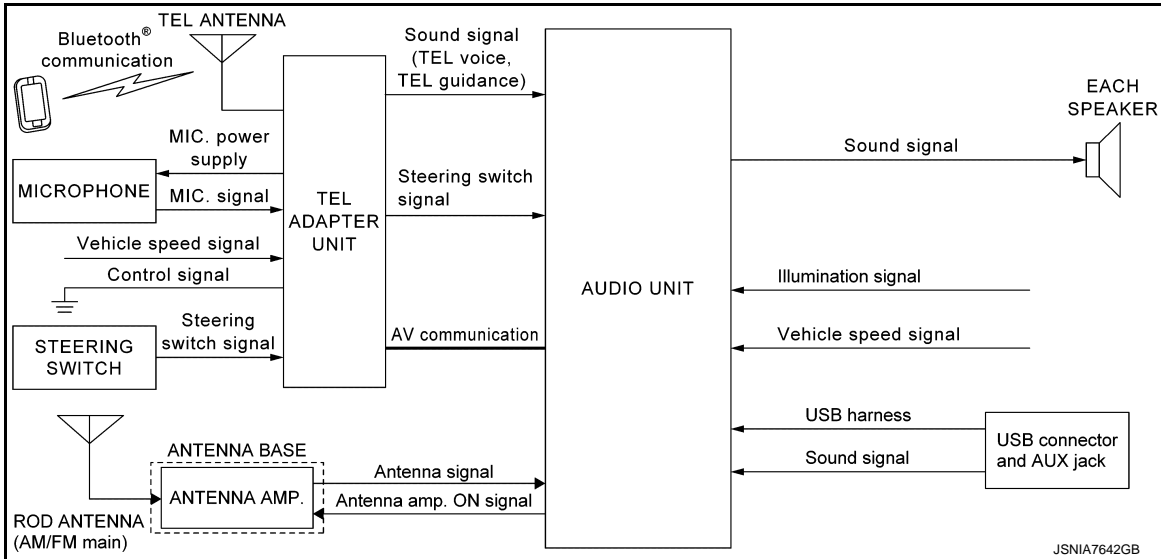 TEL ANTENNA
Bluetooth®
communication
Sound signal
(TEL voice,
TEL guidance)
MIC. power
supply
MICROPHONE
MIC. signal
TEL
ADAPTER
UNIT
Steering switch
signal
Vehicle speed signal
Control signal
Steering
switch signal
STEERING
SWITCH
AV communication
AUDIO UNIT
EACH
SPEAKER
Sound signal
Illumination signal
Vehicle speed signal
USB harness
Sound signal
USB connector
and AUX jack
ANTENNA BASE
ANTENNA AMP.
Antenna signal
Antenna amp. ON signal
ROD ANTENNA
(AM/FM main)
JSNIA7642GB